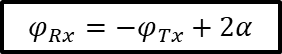 φ_Rx = −φ_Tx + 2α